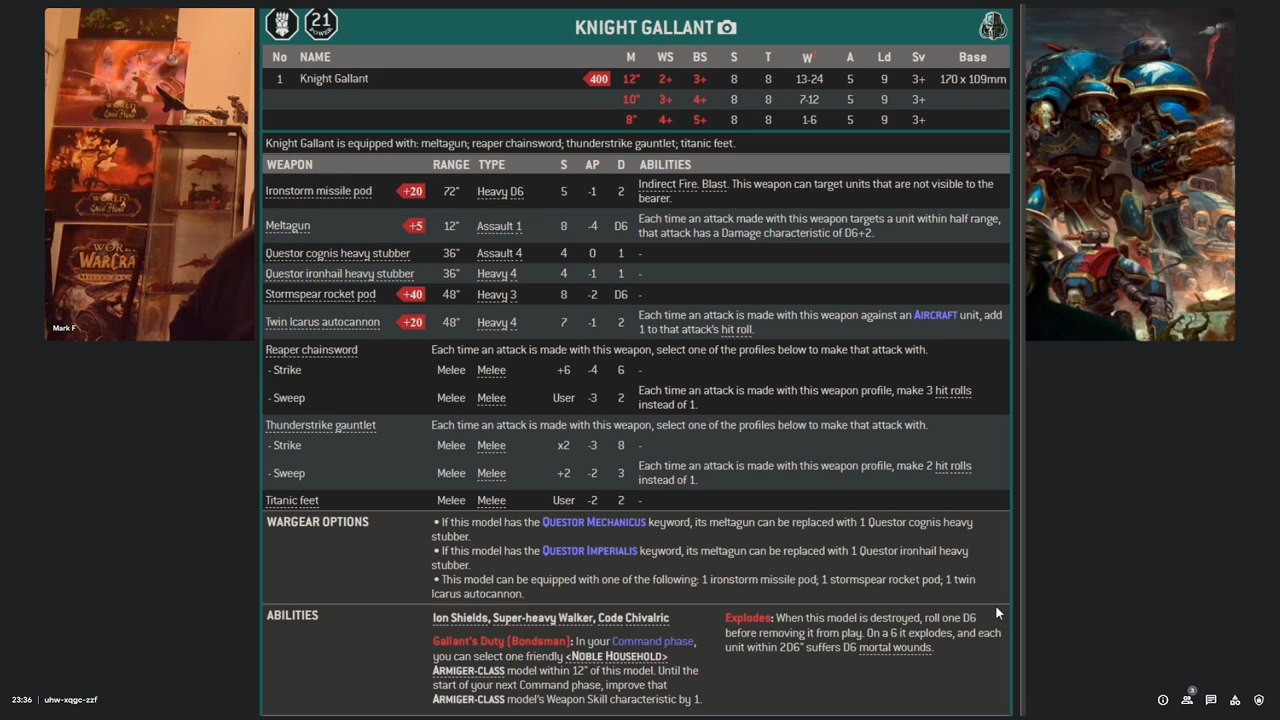 21
POWER
KNIGHT GALLANT
No NAME M WS BS S T W A Ld Sv Base
1 Knight Gallant 400 12" 2+ 3+ 8 8 13-24 5 9 3+ 170 x 109mm
10" 3+ 4+ 8 8 7-12 5 9 3+
8" 4+ 5+ 8 8 1-6 5 9 3+
Knight Gallant is equipped with: meltagun; reaper chainsword; thunderstrike gauntlet; titanic feet.
WEAPON RANGE TYPE S AP D ABILITIES
Ironstorm missile pod +20 72" Heavy D6 5 -1 2 Indirect Fire. Blast. This weapon can target units that are not visible to the
bearer.
Meltagun +5 12" Assault 1 8 -4 D6 Each time an attack made with this weapon targets a unit within half range,
that attack has a Damage characteristic of D6+2.
Questor cognis heavy stubber 36" Assault 4 4 0 1 -
Questor ironhail heavy stubber 36" Heavy 4 4 -1 1 -
Stormspear rocket pod +40 48" Heavy 3 8 -2 D6 -
Twin Icarus autocannon +20 48" Heavy 4 7 -1 2 Each time an attack is made with this weapon against an AIRCRAFT unit, add
1 to that attack's hit roll.
Reaper chainsword Each time an attack is made with this weapon, select one of the profiles below to make that attack with.
- Strike Melee Melee +6 -4 6 -
- Sweep Melee Melee User -3 2 Each time an attack is made with this weapon profile, make 3 hit rolls
instead of 1.
Thunderstrike gauntlet Each time an attack is made with this weapon, select one of the profiles below to make that attack with.
- Strike Melee Melee x2 -3 8 -
- Sweep Melee Melee +2 -2 3 Each time an attack is made with this weapon profile, make 2 hit rolls
instead of 1.
Titanic feet Melee Melee User -2 2 -
WARGEAR OPTIONS
• If this model has the QUESTOR MECHANICUS keyword, its meltagun can be replaced with 1 Questor cognis heavy
stubber.
• If this model has the QUESTOR IMPERIALIS keyword, its meltagun can be replaced with 1 Questor ironhail heavy
stubber.
• This model can be equipped with one of the following: 1 ironstorm missile pod; 1 stormspear rocket pod; 1 twin
Icarus autocannon.
ABILITIES
Ion Shields, Super-heavy Walker, Code Chivalric
Gallant's Duty (Bondsman): In your Command phase,
you can select one friendly <NOBLE HOUSEHOLD>
ARMIGER-CLASS model within 12" of this model. Until the
start of your next Command phase, improve that
ARMIGER-CLASS model's Weapon Skill characteristic by 1.
Explodes: When this model is destroyed, roll one D6
before removing it from play. On a 6 it explodes, and each
unit within 2D6" suffers D6 mortal wounds.
WORLD
WORLD
WORLD
WARCRA
Mark F
23:36 | uhw-xqgc-zzf
3